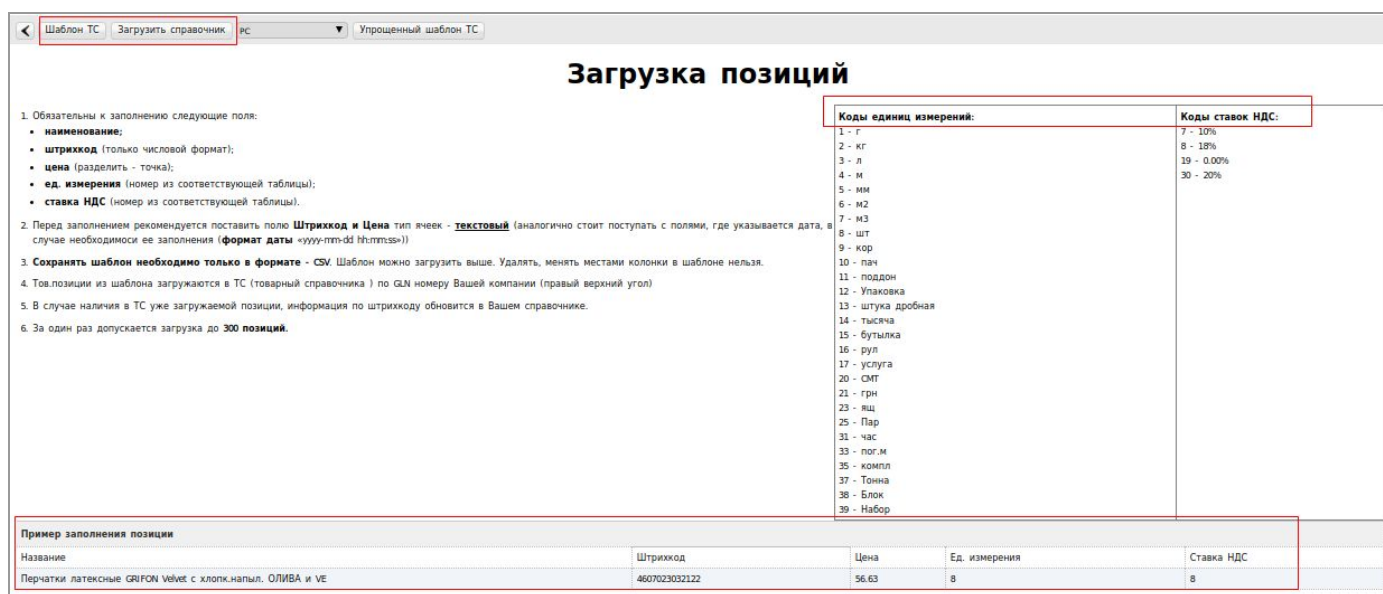 Шаблон ТС Загрузить справочник РС Упрощенный шаблон ТС
Загрузка позиций
1. Обязательны к заполнению следующие поля:
• наименование;
• штрихкод (только числовой формат);
• цена (разделить - точка);
• ед. измерения (номер из соответствующей таблицы);
• ставка НДС (номер из соответствующей таблицы).
2. Перед заполнением рекомендуется поставить полю Штрихкод и Цена тип ячеек - текстовый (аналогично стоит поступать с полями, где указывается дата, в
случае необходимоси ее заполнения (формат даты «yyyy-mm-dd hh:mm:ss»))
3. Сохранять шаблон необходимо только в формате - CSV. Шаблон можно загрузить выше. Удалять, менять местами колонки в шаблоне нельзя.
4. Тов.позиции из шаблона загружаются в ТС (товарный справочника ) по GLN номеру Вашей компании (правый верхний угол)
5. В случае наличия в ТС уже загружаемой позиции, информация по штрихкоду обновится в Вашем справочнике.
6. За один раз допускается загрузка до 300 позиций.
Коды единиц измерений:
1 - г
2 - кг
3 - л
4 - м
5 - мм
6 - м2
7 - м3
8 - шт
9 - кор
10 - пач
11 - поддон
12 - Упаковка
13 - штука дробная
14 - тысяча
15 - бутылка
16 - рул
17 - услуга
20 - СМТ
21 - грн
23 - ящ
25 - Пар
31 - час
33 - пог.м
35 - компл
37 - Тонна
38 - Блок
39 - Набор
Коды ставок НДС:
7 - 10%
8 - 18%
19 - 0.00%
30 - 20%
Пример заполнения позиции
Название Штрихкод Цена Ед. измерения Ставка НДС
Перчатки латексные GRIFON Velvet с хлопк.напыл. ОЛИВА и VE 4607023032122 56.63 8 8